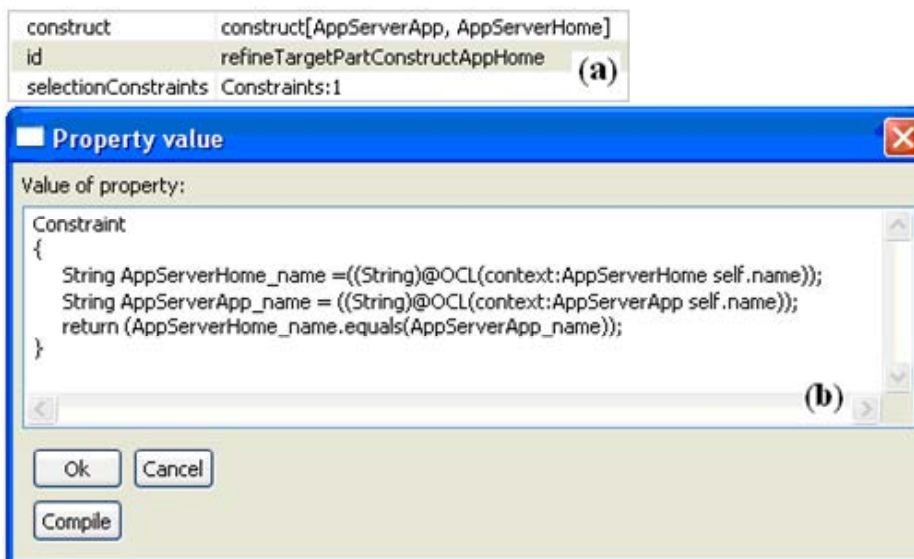 construct construct[AppServerApp, AppServerHome]
id refineTargetPartConstructAppHome
selectionConstraints Constraints:1
(a)
Property value
Value of property:
Constraint
{
String AppServerHome_name =((String)@OCL(context:AppServerHome self.name));
String AppServerApp_name = ((String)@OCL(context:AppServerApp self.name));
return (AppServerHome_name.equals(AppServerApp_name));
}
(b)
Ok Cancel
Compile